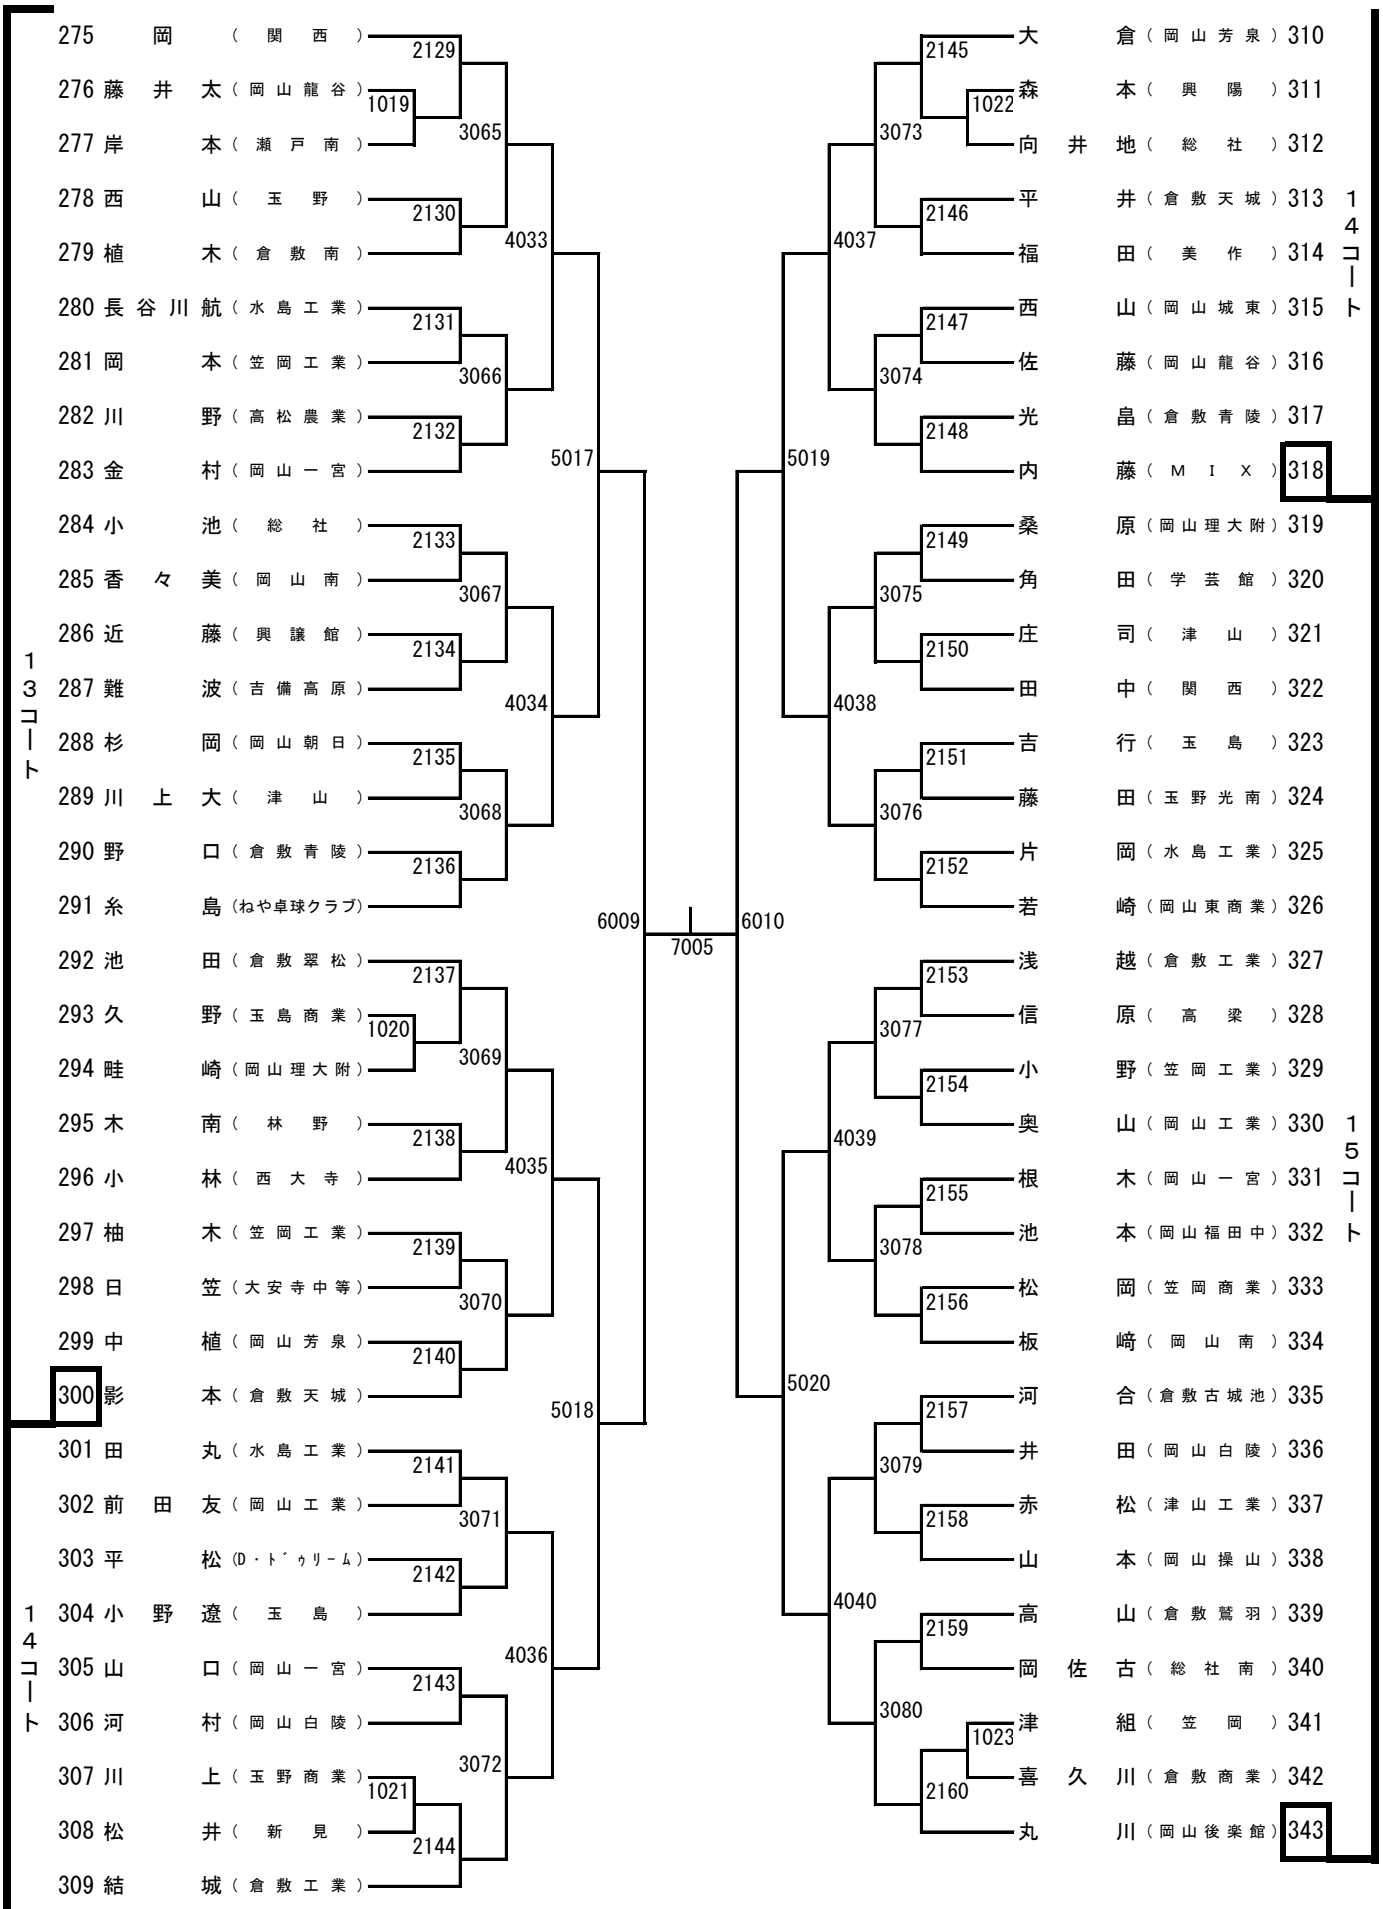 275 岡 (関西)
276 藤井太 (岡山龍谷)
277 岸本 (瀬戸南)
278 西山 (玉野)
279 植木 (倉敷南)
280 長谷川航 (水島工業)
281 岡本 (笠岡工業)
282 川野 (高松農業)
283 金村 (岡山一宮)
284 小池 (総社)
285 香々美 (岡山南)
286 近藤 (興譲館)
287 難波 (吉備高原)
288 杉岡 (岡山朝日)
289 川上大 (津山)
290 野口 (倉敷青陵)
291 糸島 (ねや卓球クラブ)
292 池田 (倉敷翠松)
293 久野 (玉島商業)
294 畦崎 (岡山理大附)
295 木南 (林野)
296 小林 (西大寺)
297 柚木 (笠岡工業)
298 日笠 (大安寺中等)
299 中植 (岡山芳泉)
300 影本 (倉敷天城)
301 田丸 (水島工業)
302 前田友 (岡山工業)
303 平松 (D・ﾄﾞゥﾘｰﾑ)
304 小野遼 (玉島)
305 山口 (岡山一宮)
306 河村 (岡山白陵)
307 川上 (玉野商業)
308 松井 (新見)
309 結城 (倉敷工業)
13コート
14コート
1019
1020
1021
2129
2130
2131
2132
2133
2134
2135
2136
2137
2138
2139
2140
2141
2142
2143
2144
3065
3066
3067
3068
3069
3070
3071
3072
4033
4034
4035
4036
5017
5018
6009
7005
6010
5019
5020
4037
4038
4039
4040
3073
3074
3075
3076
3077
3078
3079
3080
2145
2146
2147
2148
2149
2150
2151
2152
2153
2154
2155
2156
2157
2158
2159
2160
1022
1023
大倉 (岡山芳泉) 310
森本 (興陽) 311
向井地 (総社) 312
平井 (倉敷天城) 313
福田 (美作) 314
西山 (岡山城東) 315
佐藤 (岡山龍谷) 316
光畠 (倉敷青陵) 317
内藤 (MIX) 318
桑原 (岡山理大附) 319
角田 (学芸館) 320
庄司 (津山) 321
田中 (関西) 322
吉行 (玉島) 323
藤田 (玉野光南) 324
片岡 (水島工業) 325
若崎 (岡山東商業) 326
浅越 (倉敷工業) 327
信原 (高梁) 328
小野 (笠岡工業) 329
奥山 (岡山工業) 330
根木 (岡山一宮) 331
池本 (岡山福田中) 332
松岡 (笠岡商業) 333
板﨑 (岡山南) 334
河合 (倉敷古城池) 335
井田 (岡山白陵) 336
赤松 (津山工業) 337
山本 (岡山操山) 338
高山 (倉敷鷲羽) 339
岡佐古 (総社南) 340
津組 (笠岡) 341
喜久川 (倉敷商業) 342
丸川 (岡山後楽館) 343
14コート
15コート